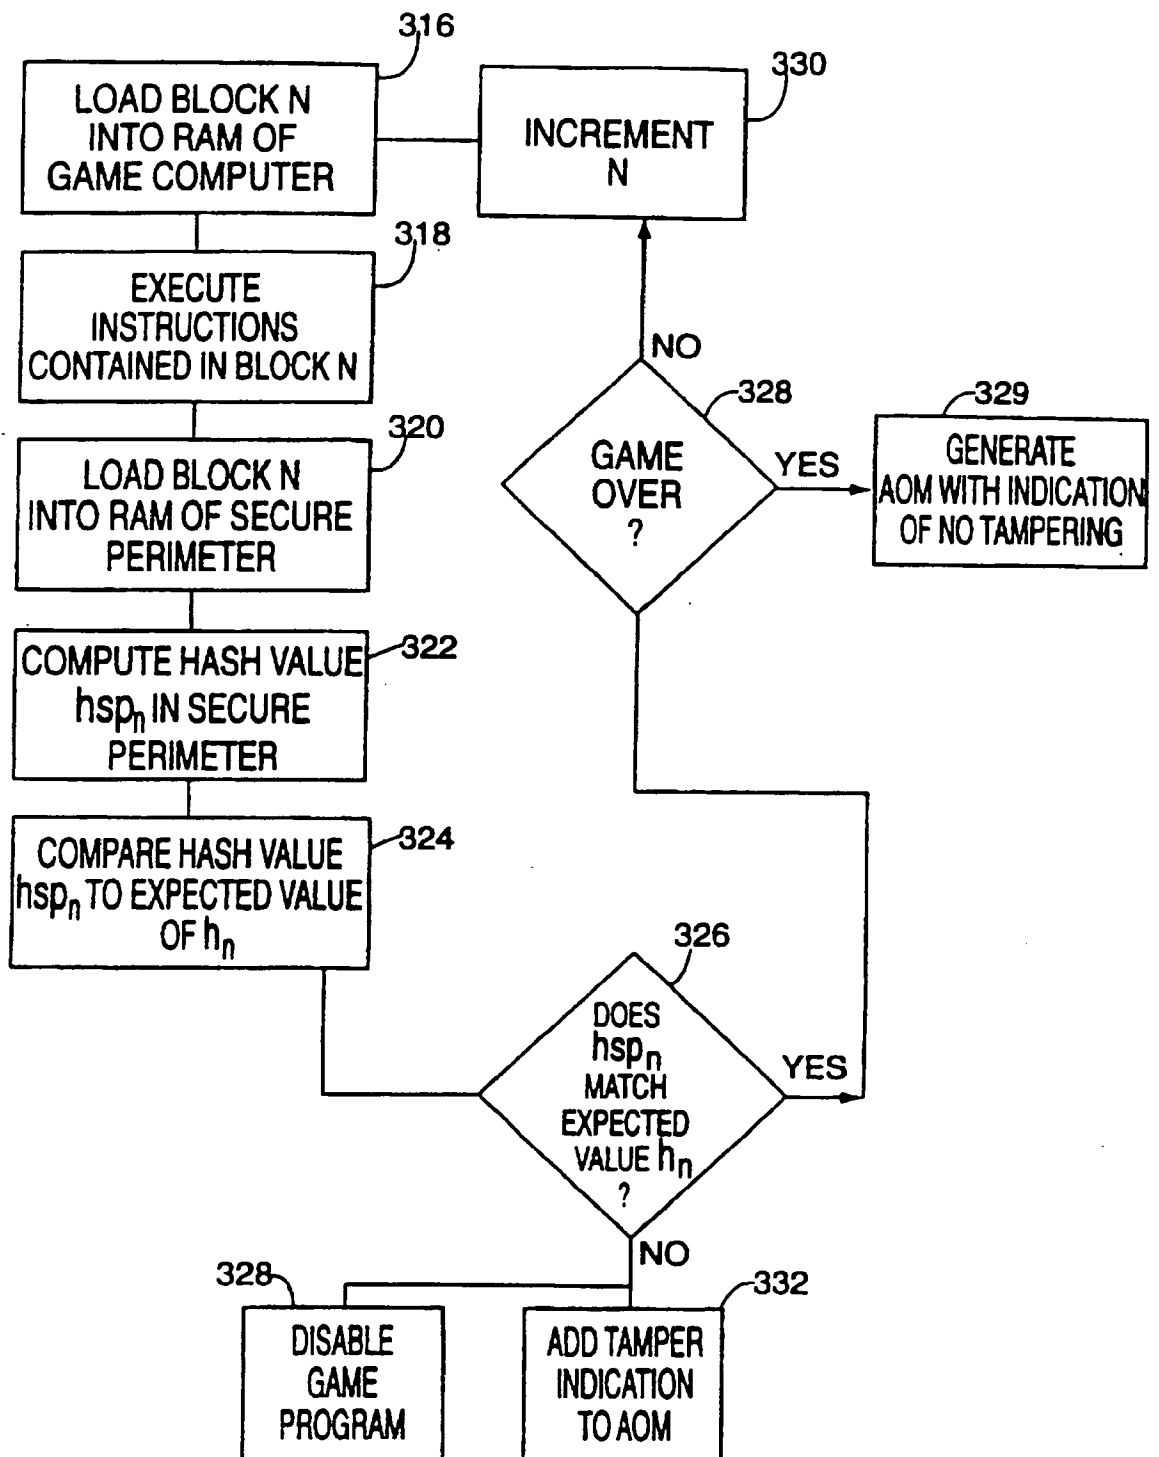 316
LOAD BLOCK N
INTO RAM OF
GAME COMPUTER
330
INCREMENT
N
318
EXECUTE
INSTRUCTIONS
CONTAINED IN BLOCK N
NO
328
GAME
OVER
?
YES
329
GENERATE
AOM WITH INDICATION
OF NO TAMPERING
320
LOAD BLOCK N
INTO RAM OF SECURE
PERIMETER
322
COMPUTE HASH VALUE
hspn IN SECURE
PERIMETER
324
COMPARE HASH VALUE
hspn TO EXPECTED VALUE
OF hn
326
DOES
hspn
MATCH
EXPECTED
VALUE hn
?
YES
NO
328
DISABLE
GAME
PROGRAM
332
ADD TAMPER
INDICATION
TO AOM